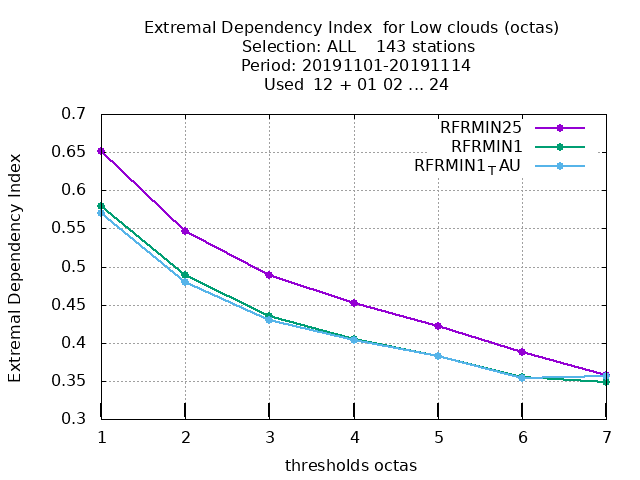 Extremal Dependency Index  for Low clouds (octas)
Selection: ALL    143 stations
Period: 20191101-20191114
Used  12 + 01 02 ... 24
RFRMIN25
RFRMIN1
RFRMIN1TAU
Extremal Dependency Index
0.7
0.65
0.6
0.55
0.5
0.45
0.4
0.35
0.3
1 2 3 4 5 6 7
thresholds octas